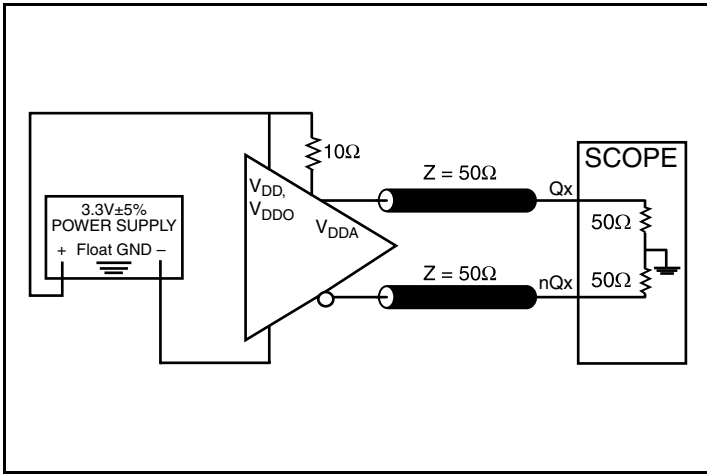 10Ω
SCOPE
Z = 50Ω
Qx
3.3V±5%
POWER SUPPLY
+ Float GND –
VDD,
VDDO
VDDA
50Ω
Z = 50Ω
nQx
50Ω